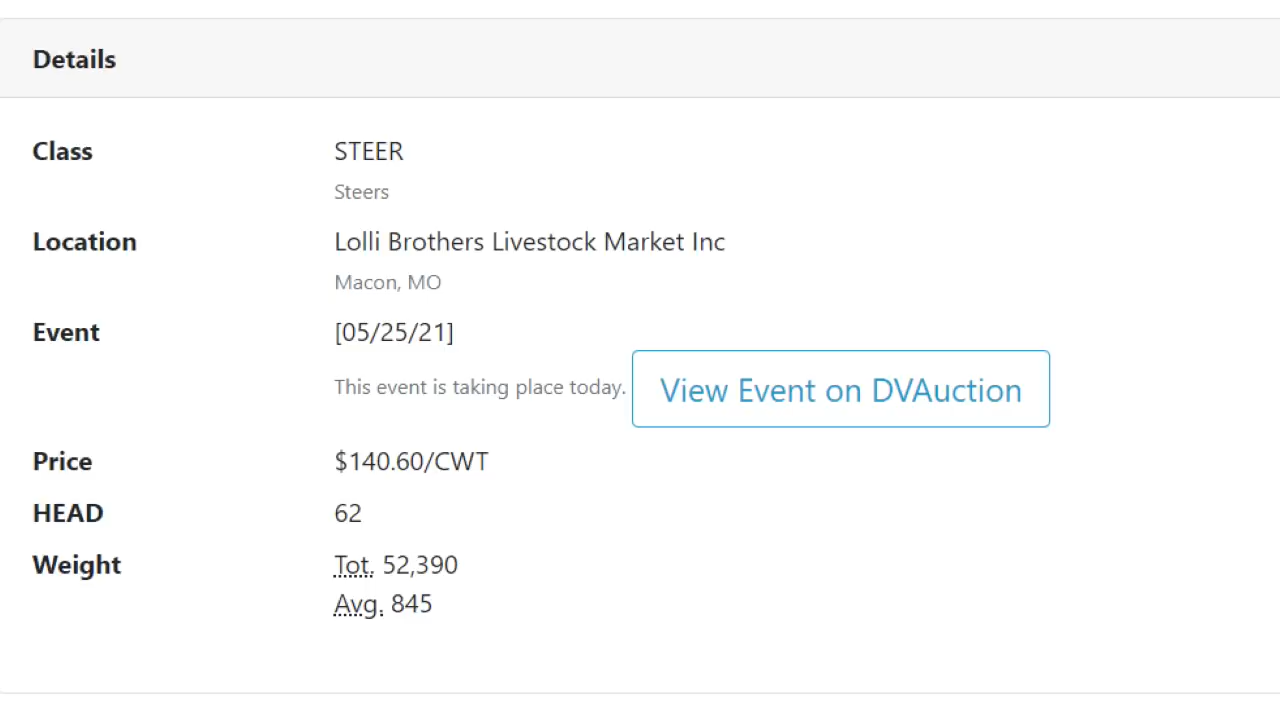 Details
Class STEER
Steers
Location Lolli Brothers Livestock Market Inc
Macon, MO
Event [05/25/21]
This event is taking place today. View Event on DVAuction
Price $140.60/CWT
HEAD 62
Weight Tot. 52,390
Avg. 845